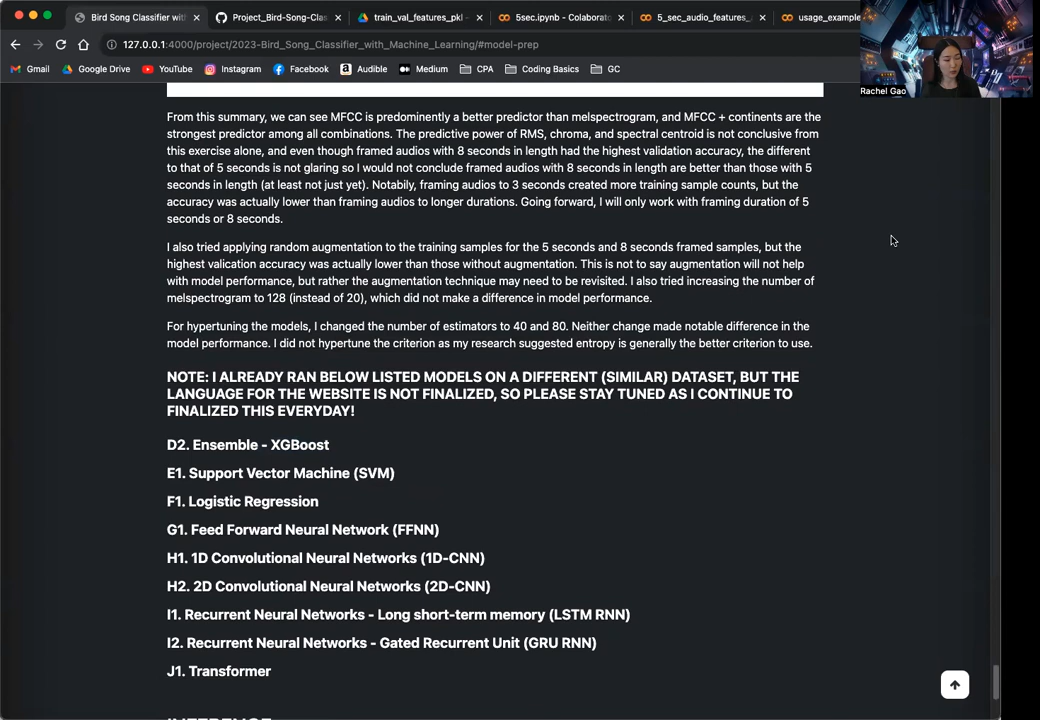 Bird Song Classifier wit
Project_Bird-Song-Clas
train_val_features_pkl -
5sec.ipynb - Colaborat
5_sec_audio_features_
usage_example
127.0.0.1:4000/project/2023-Bird_Song_Classifier_with_Machine_Learning/#model-prep
Gmail Google Drive YouTube Instagram Facebook Audible Medium CPA Coding Basics GC
Rachel Gao
From this summary, we can see MFCC is predominently a better predictor than melspectrogram, and MFCC + continents are the
strongest predictor among all combinations. The predictive power of RMS, chroma, and spectral centroid is not conclusive from
this exercise alone, and even though framed audios with 8 seconds in length had the highest validation accuracy, the different
to that of 5 seconds is not glaring so I would not conclude framed audios with 8 seconds in length are better than those with 5
seconds in length (at least not just yet). Notabily, framing audios to 3 seconds created more training sample counts, but the
accuracy was actually lower than framing audios to longer durations. Going forward, I will only work with framing duration of 5
seconds or 8 seconds.
I also tried applying random augmentation to the training samples for the 5 seconds and 8 seconds framed samples, but the
highest valication accuracy was actually lower than those without augmentation. This is not to say augmentation will not help
with model performance, but rather the augmentation technique may need to be revisited. I also tried increasing the number of
melspectrogram to 128 (instead of 20), which did not make a difference in model performance.
For hypertuning the models, I changed the number of estimators to 40 and 80. Neither change made notable difference in the
model performance. I did not hypertune the criterion as my research suggested entropy is generally the better criterion to use.
NOTE: I ALREADY RAN BELOW LISTED MODELS ON A DIFFERENT (SIMILAR) DATASET, BUT THE
LANGUAGE FOR THE WEBSITE IS NOT FINALIZED, SO PLEASE STAY TUNED AS I CONTINUE TO
FINALIZED THIS EVERYDAY!
D2. Ensemble - XGBoost
E1. Support Vector Machine (SVM)
F1. Logistic Regression
G1. Feed Forward Neural Network (FFNN)
H1. 1D Convolutional Neural Networks (1D-CNN)
H2. 2D Convolutional Neural Networks (2D-CNN)
I1. Recurrent Neural Networks - Long short-term memory (LSTM RNN)
I2. Recurrent Neural Networks - Gated Recurrent Unit (GRU RNN)
J1. Transformer